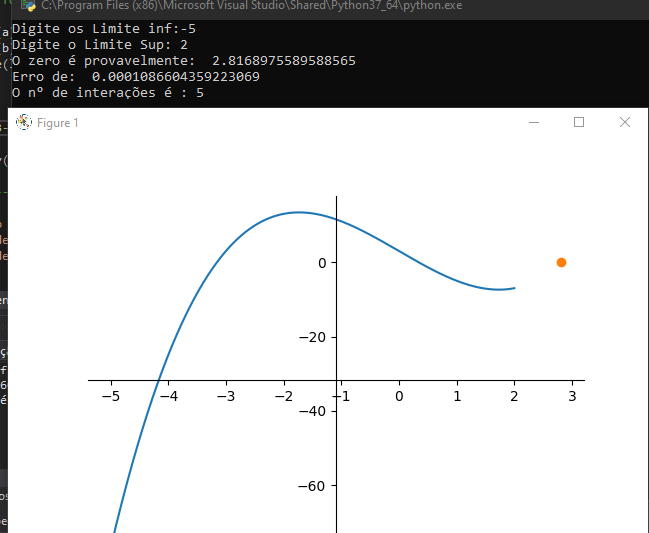 C:\Program Files (x86)\Microsoft Visual Studio\Shared\Python37_64\python.exe
Digite os Limite inf:-5
Digite o Limite Sup: 2
O zero é provavelmente:  2.8168975589588565
Erro de:  0.0001086604359223069
O nº de interações é : 5
Figure 1
0
−20
−5 −4 −3 −2 −1 0 1 2 3
−40
−60